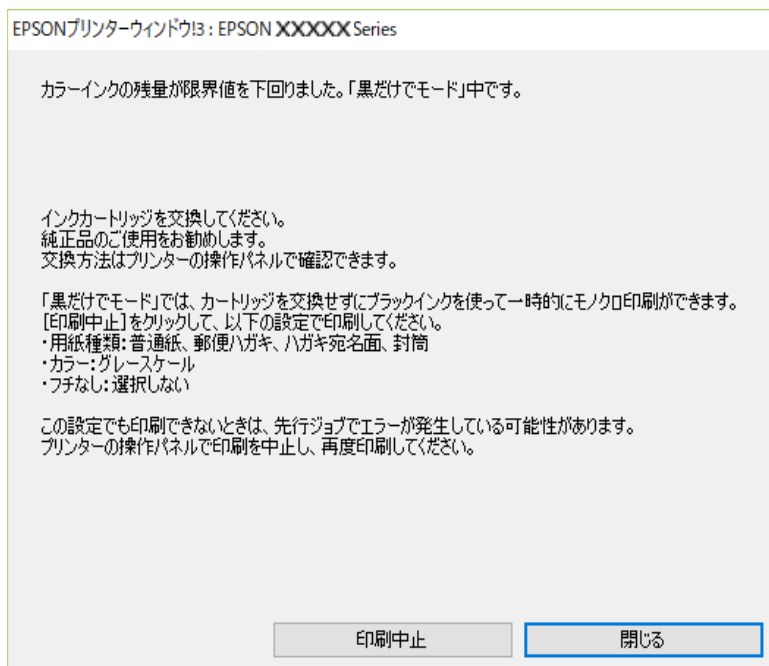 EPSONプリンターウィンドウ!3 : EPSON XXXXX Series
カラーインクの残量が限界値を下回りました。「黒だけでモード」中です。
インクカートリッジを交換してください。
純正品のご使用をお勧めします。
交換方法はプリンターの操作パネルで確認できます。
「黒だけでモード」では、カートリッジを交換せずにブラックインクを使って一時的にモノクロ印刷ができます。
[印刷中止]をクリックして、以下の設定で印刷してください。
・用紙種類:普通紙、郵便ハガキ、ハガキ宛名面、封筒
・カラー:グレースケール
・フチなし:選択しない
この設定でも印刷できないときは、先行ジョブでエラーが発生している可能性があります。
プリンターの操作パネルで印刷を中止し、再度印刷してください。
印刷中止
閉じる